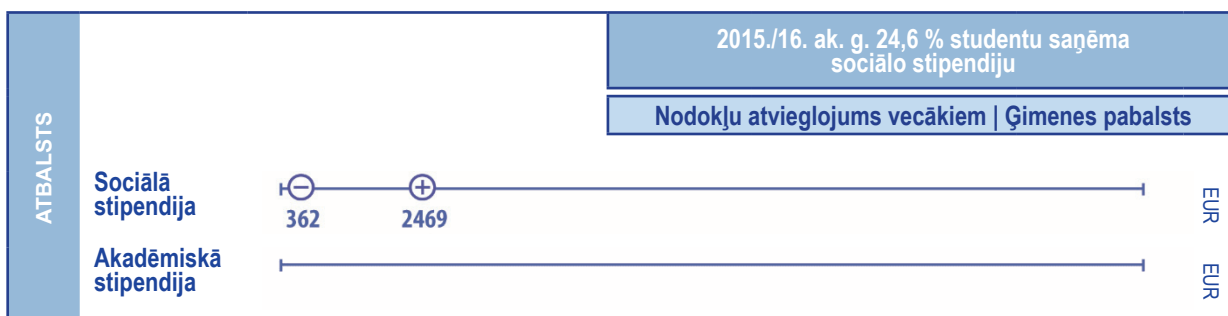 2015./16. ak. g. 24,6 % studentu saņēma
sociālo stipendiju
Nodokļu atvieglojums vecākiem | Ģimenes pabalsts
ATBALSTS
Sociālā
stipendija
362
2469
EUR
Akadēmiskā
stipendija
EUR